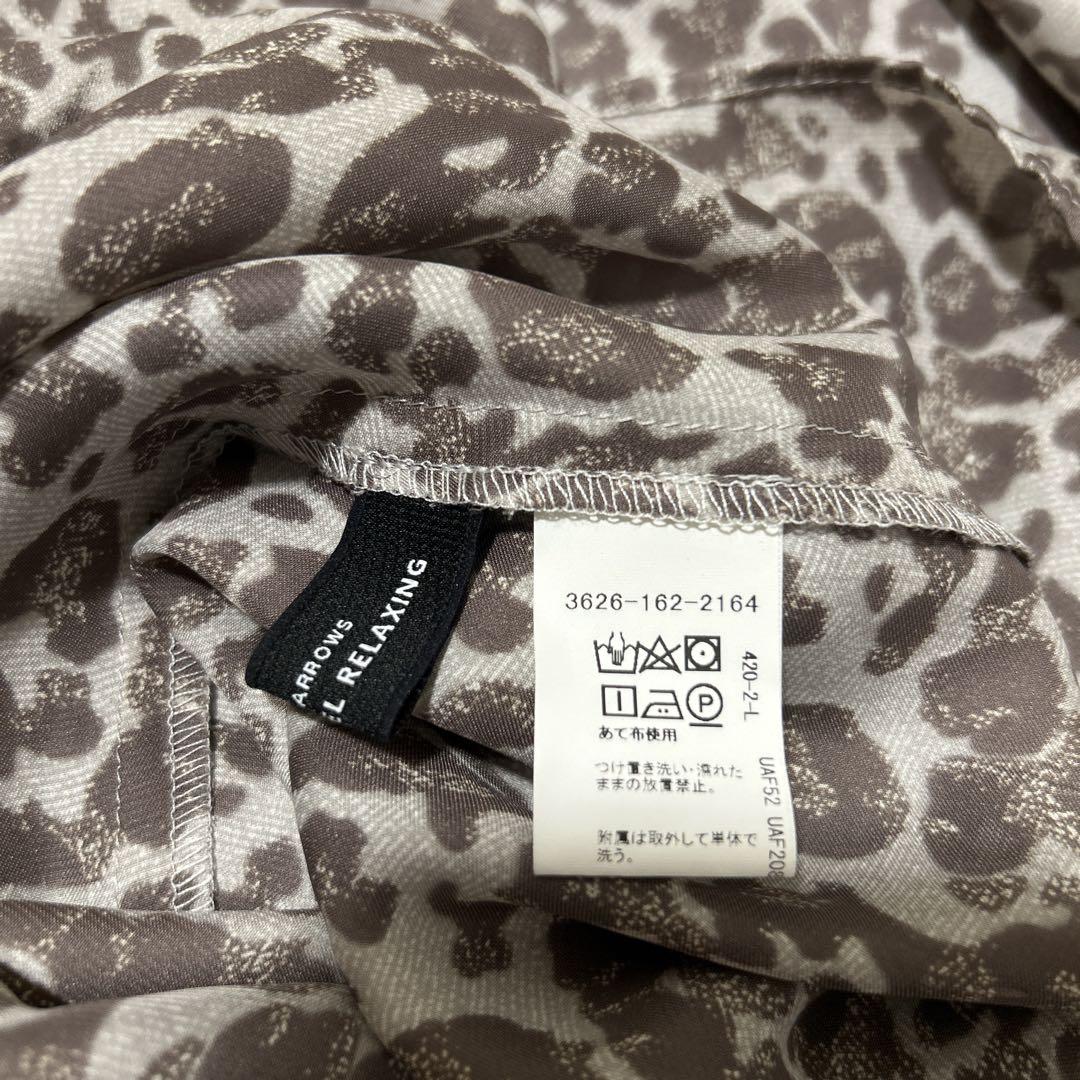 ARROWS
RELAXING
3626-162-2164
あて布使用
つけ置き洗い・濡れた
ままの放置禁止。
附属は取外して単体で
洗う。
420-2-L
UAF52